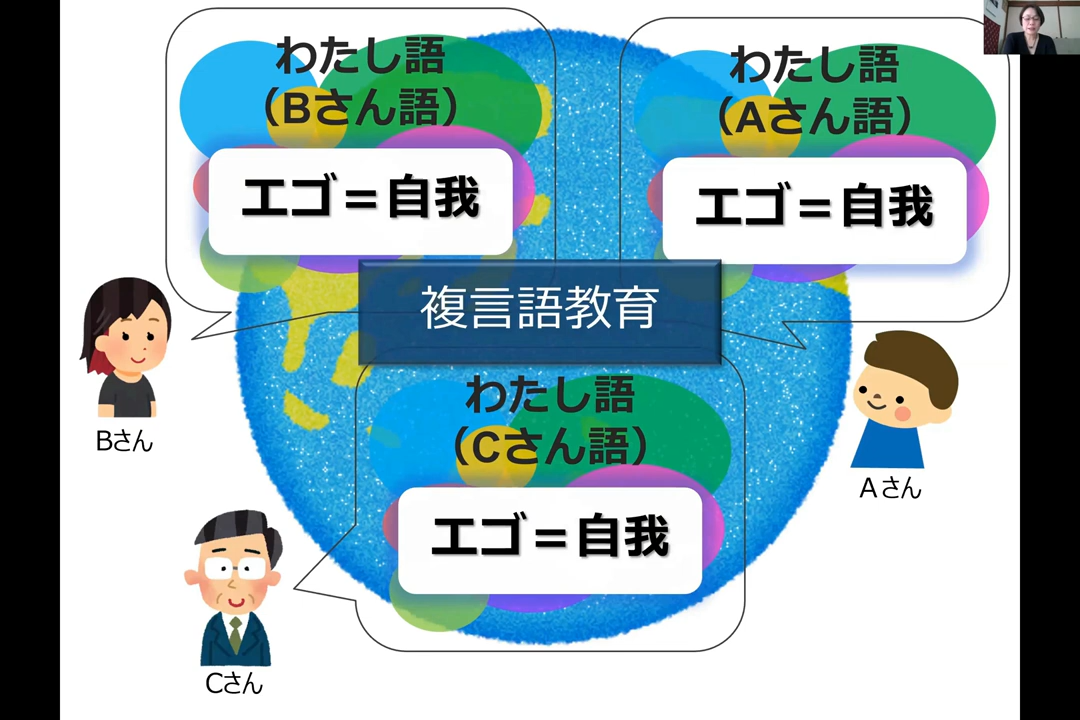 わたし語
（Bさん語）
エゴ＝自我
わたし語
（Aさん語）
エゴ＝自我
複言語教育
わたし語
（Cさん語）
エゴ＝自我
Bさん
Aさん
Cさん